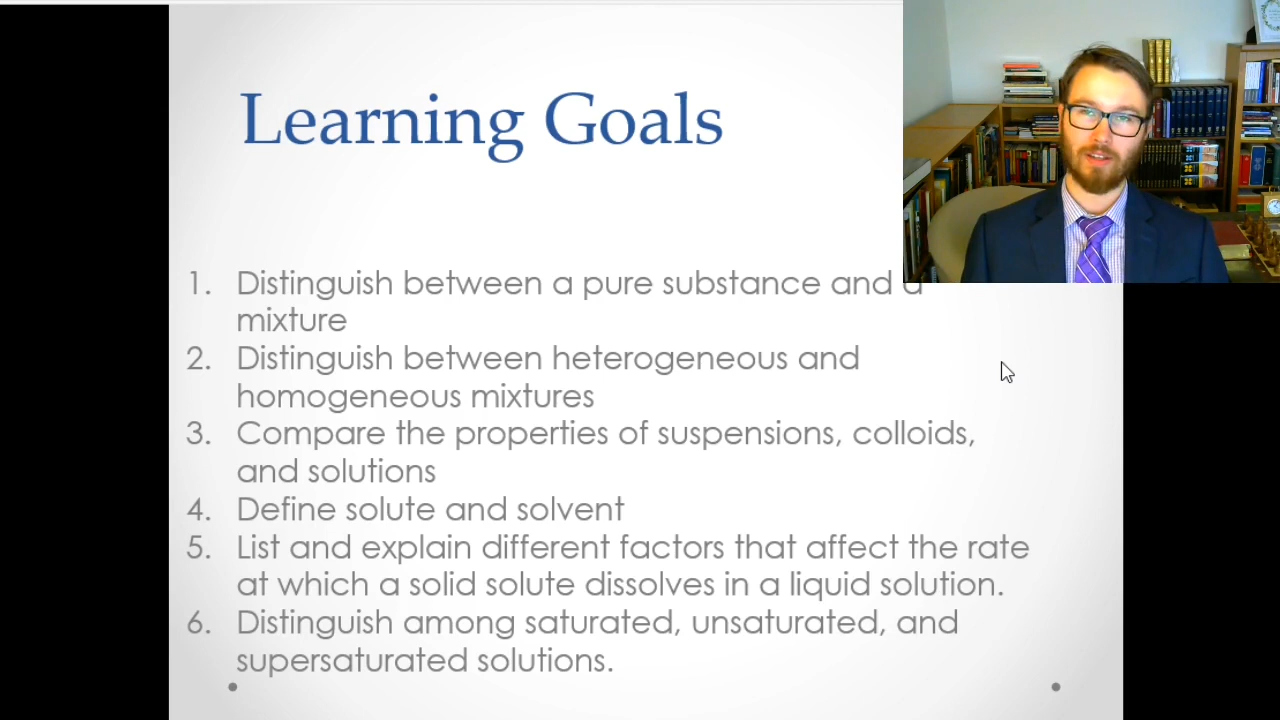 Learning Goals
1. Distinguish between a pure substance and a
mixture
2. Distinguish between heterogeneous and
homogeneous mixtures
3. Compare the properties of suspensions, colloids,
and solutions
4. Define solute and solvent
5. List and explain different factors that affect the rate
at which a solid solute dissolves in a liquid solution.
6. Distinguish among saturated, unsaturated, and
supersaturated solutions.